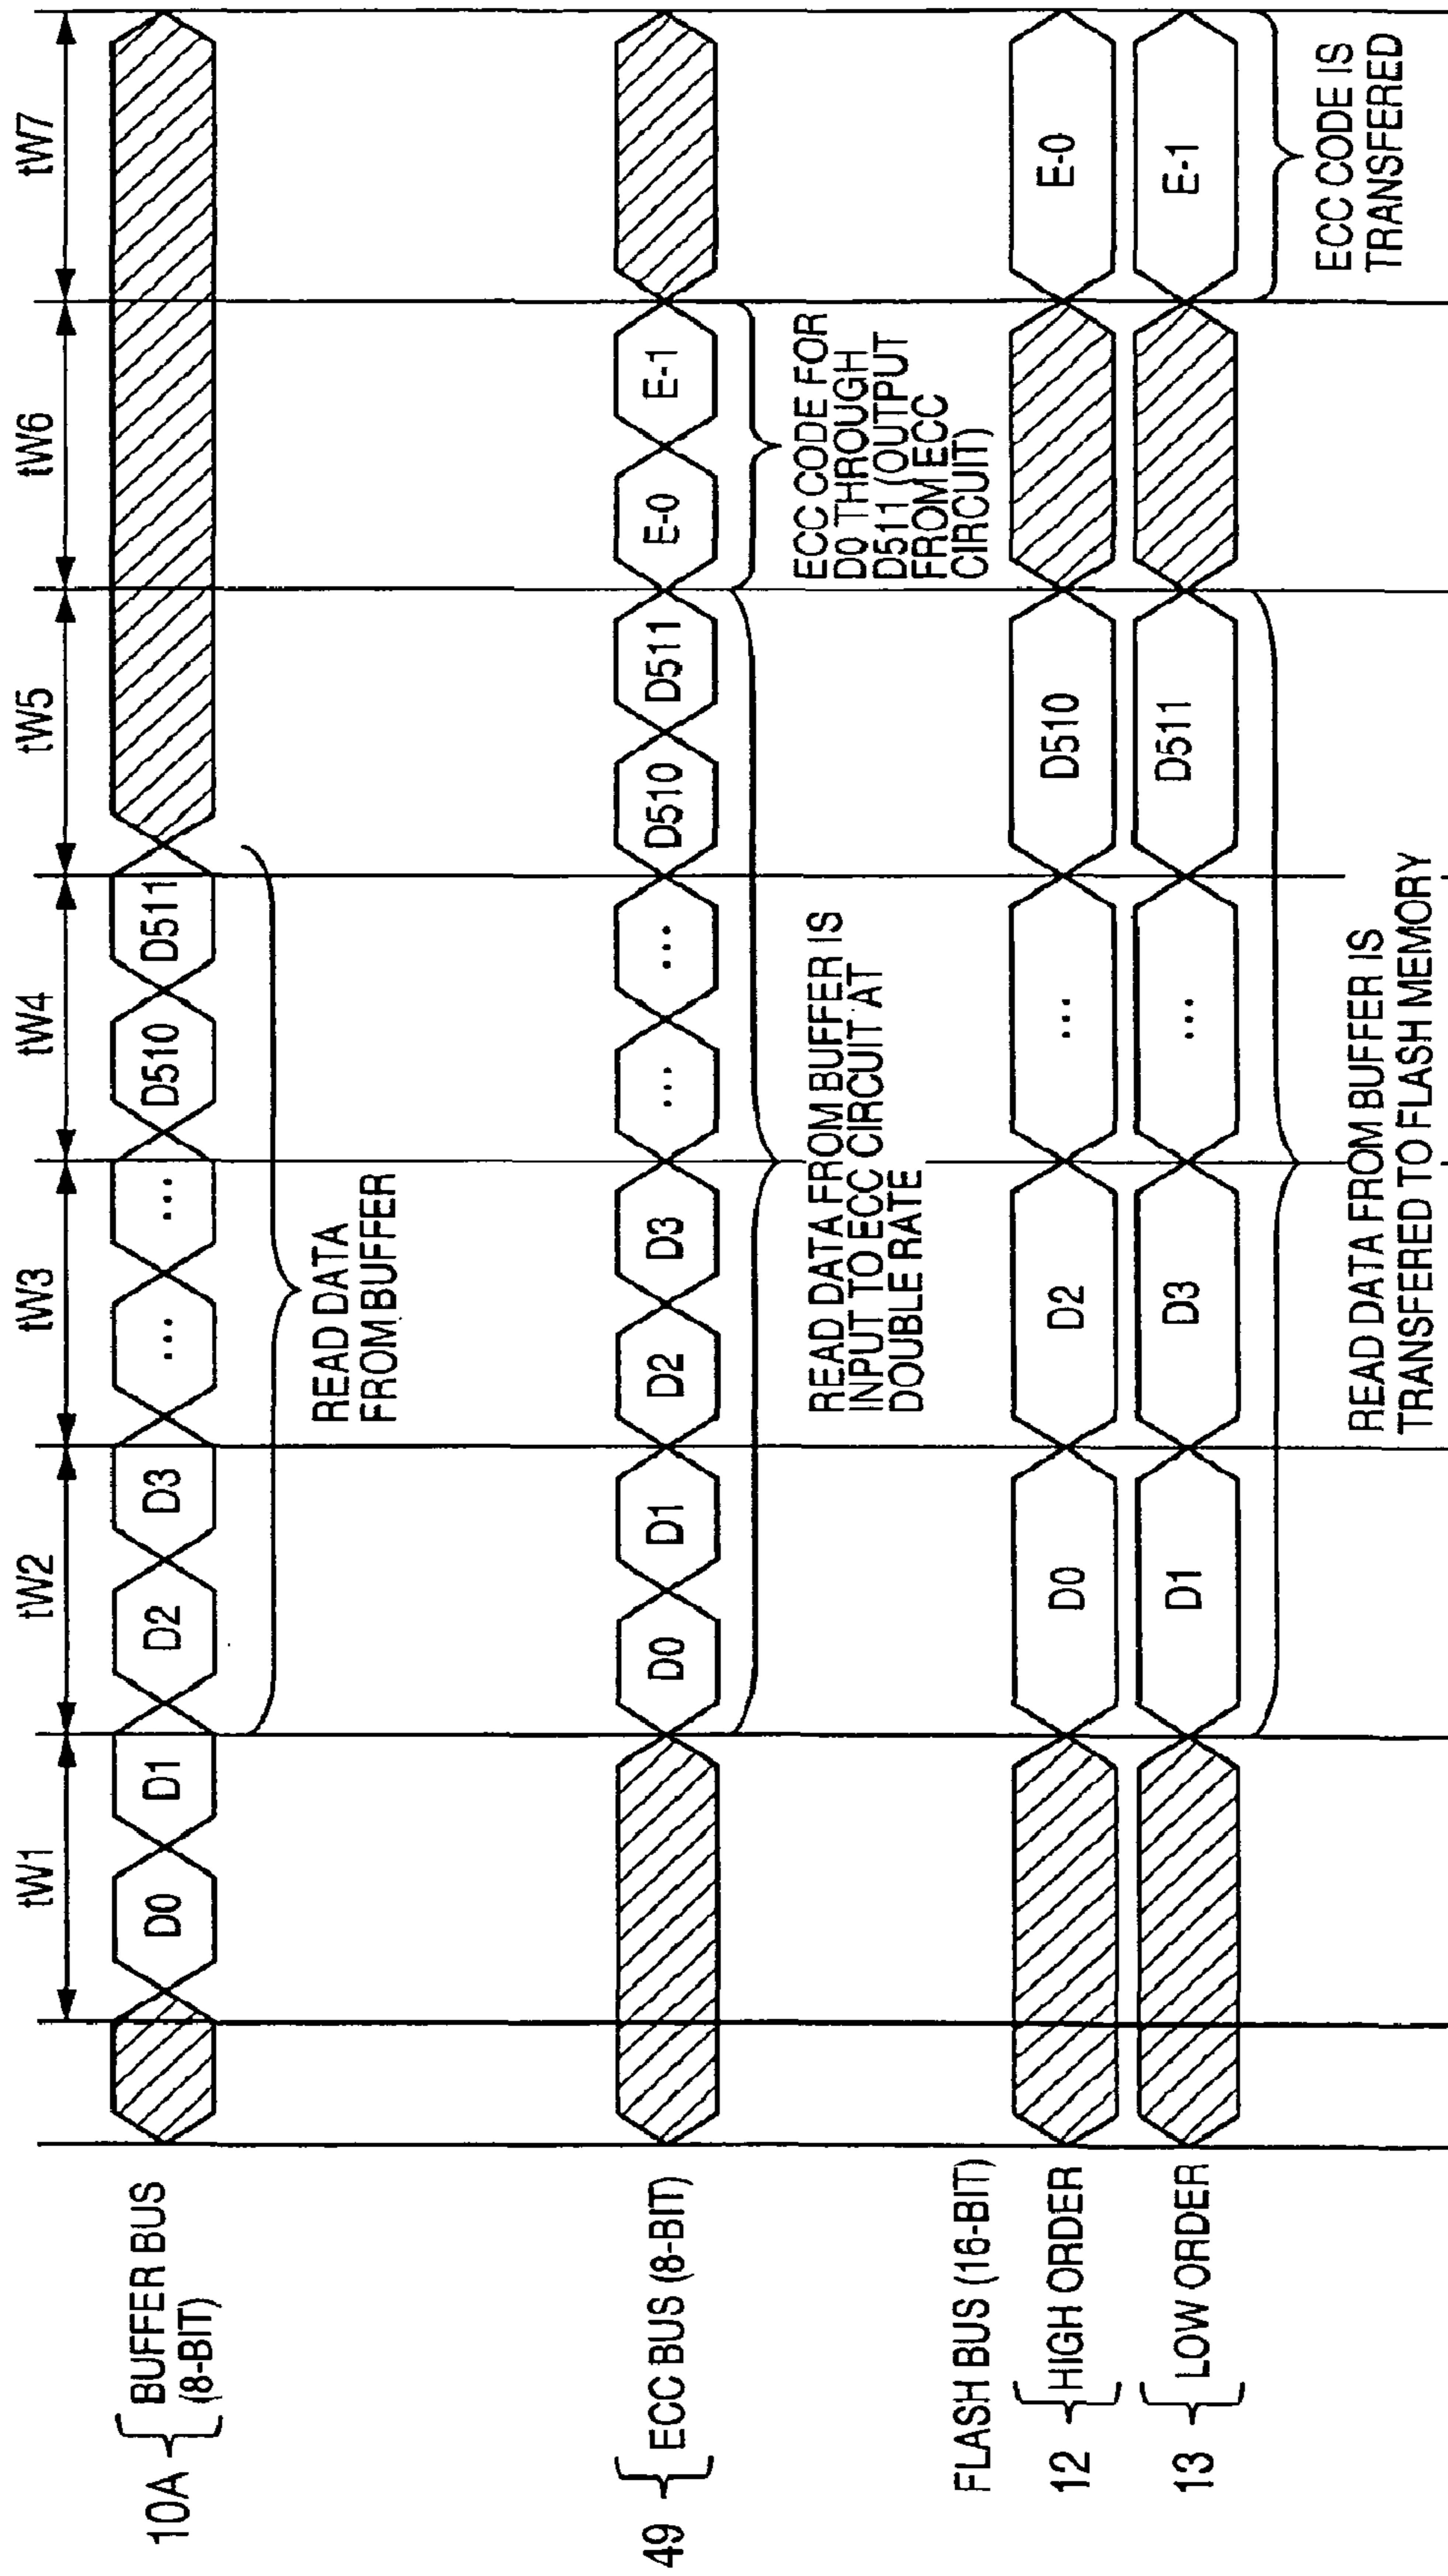 tW1 tW2 tW3 tW4 tW5 tW6 tW7
10A
BUFFER BUS
(8-BIT)
D0 D1 D2 D3 ... ... D510 D511
READ DATA
FROM BUFFER
49 ECC BUS (8-BIT)
D0 D1 D2 D3 ... ... D510 D511 E-0 E-1
READ DATA FROM BUFFER IS
INPUT TO ECC CIRCUIT AT
DOUBLE RATE
ECC CODE FOR
D0 THROUGH
D511 (OUTPUT
FROM ECC
CIRCUIT)
FLASH BUS (16-BIT)
12 HIGH ORDER
D0 D2 ... D510 E-0
13 LOW ORDER
D1 D3 ... D511 E-1
READ DATA FROM BUFFER IS
TRANSFERED TO FLASH MEMORY
ECC CODE IS
TRANSFERED